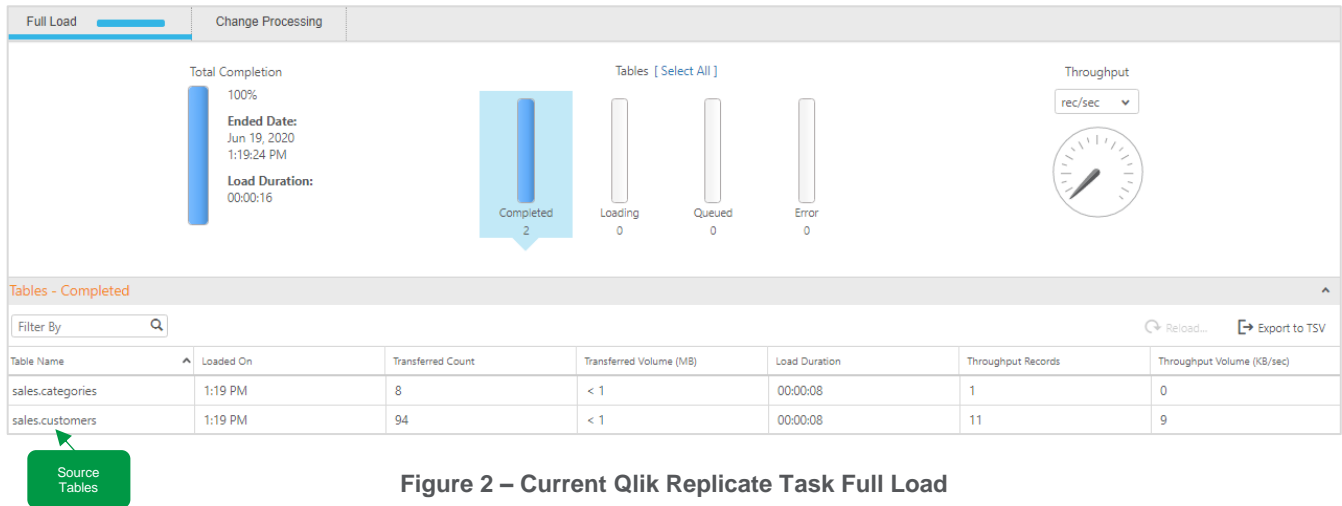 Full Load
Change Processing
Total Completion
100%
Ended Date:
Jun 19, 2020
1:19:24 PM
Load Duration:
00:00:16
Tables [ Select All ]
Completed Loading Queued Error
2 0 0 0
Throughput
rec/sec
Tables - Completed
Filter By
Reload...
Export to TSV
Table Name Loaded On Transferred Count Transferred Volume (MB) Load Duration Throughput Records Throughput Volume (KB/sec)
sales.categories 1:19 PM 8 < 1 00:00:08 1 0
sales.customers 1:19 PM 94 < 1 00:00:08 11 9
Source
Tables
Figure 2 – Current Qlik Replicate Task Full Load